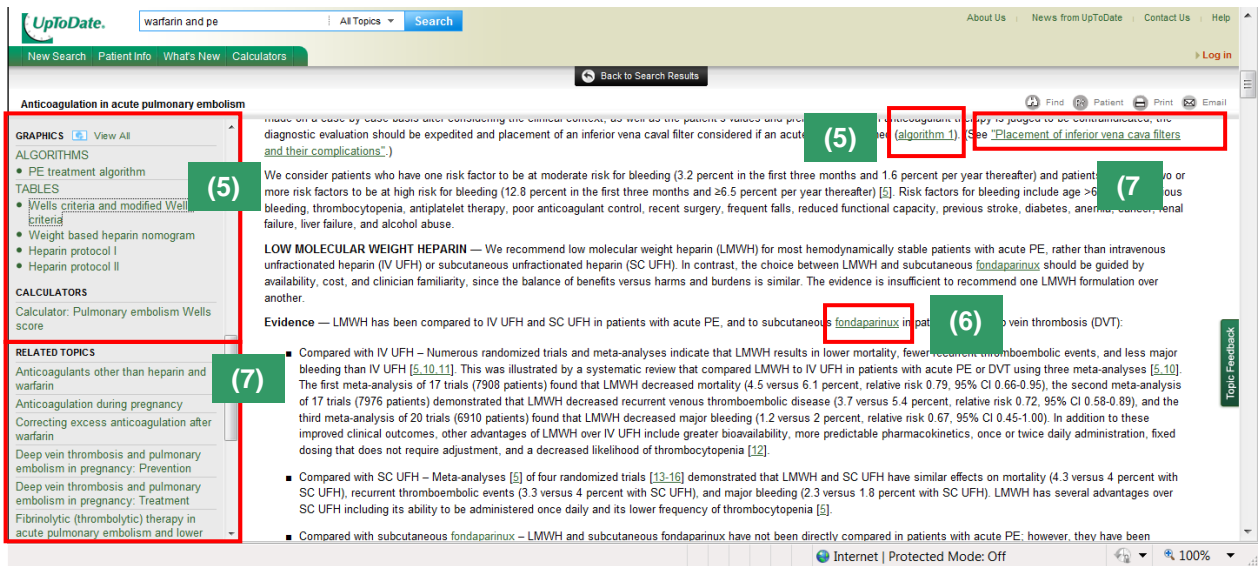 UpToDate.
warfarin and pe
All Topics
Search
About Us
News from UpToDate
Contact Us
Help
New Search
Patient Info
What's New
Calculators
Log in
Back to Search Results
Anticoagulation in acute pulmonary embolism
Find
Patient
Print
Email
GRAPHICS View All
ALGORITHMS
• PE treatment algorithm
TABLES
(5)
• Wells criteria and modified Wells
criteria
• Weight based heparin nomogram
• Heparin protocol I
• Heparin protocol II
CALCULATORS
Calculator: Pulmonary embolism Wells
score
RELATED TOPICS
Anticoagulants other than heparin and
warfarin
(7)
Anticoagulation during pregnancy
Correcting excess anticoagulation after
warfarin
Deep vein thrombosis and pulmonary
embolism in pregnancy: Prevention
Deep vein thrombosis and pulmonary
embolism in pregnancy: Treatment
Fibrinolytic (thrombolytic) therapy in
acute pulmonary embolism and lower
made on a case by case basis after considering the clinical context, as well as the patient's values and anticoagulant therapy is judged to be contraindicated, the
diagnostic evaluation should be expedited and placement of an inferior vena caval filter considered if an acute (algorithm 1). (See "Placement of inferior vena cava filters
and their complications".)
(5)
(7
We consider patients who have one risk factor to be at moderate risk for bleeding (3.2 percent in the first three months and 1.6 percent per year thereafter) and patients or
more risk factors to be at high risk for bleeding (12.8 percent in the first three months and ≥6.5 percent per year thereafter) [5]. Risk factors for bleeding include age
bleeding, thrombocytopenia, antiplatelet therapy, poor anticoagulant control, recent surgery, frequent falls, reduced functional capacity, previous stroke, diabetes, anemia, cancer, renal
failure, liver failure, and alcohol abuse.
LOW MOLECULAR WEIGHT HEPARIN — We recommend low molecular weight heparin (LMWH) for most hemodynamically stable patients with acute PE, rather than intravenous
unfractionated heparin (IV UFH) or subcutaneous unfractionated heparin (SC UFH). In contrast, the choice between LMWH and subcutaneous fondaparinux should be guided by
availability, cost, and clinician familiarity, since the balance of benefits versus harms and burdens is similar. The evidence is insufficient to recommend one LMWH formulation over
another.
Evidence — LMWH has been compared to IV UFH and SC UFH in patients with acute PE, and to subcutaneous fondaparinux in vein thrombosis (DVT):
(6)
■ Compared with IV UFH – Numerous randomized trials and meta-analyses indicate that LMWH results in lower mortality, fewer recurrent thromboembolic events, and less major
bleeding than IV UFH [5,10,11]. This was illustrated by a systematic review that compared LMWH to IV UFH in patients with acute PE or DVT using three meta-analyses [5,10].
The first meta-analysis of 17 trials (7908 patients) found that LMWH decreased mortality (4.5 versus 6.1 percent, relative risk 0.79, 95% CI 0.66-0.95), the second meta-analysis
of 17 trials (7976 patients) demonstrated that LMWH decreased recurrent venous thromboembolic disease (3.7 versus 5.4 percent, relative risk 0.72, 95% CI 0.58-0.89), and the
third meta-analysis of 20 trials (6910 patients) found that LMWH decreased major bleeding (1.2 versus 2 percent, relative risk 0.67, 95% CI 0.45-1.00). In addition to these
improved clinical outcomes, other advantages of LMWH over IV UFH include greater bioavailability, more predictable pharmacokinetics, once or twice daily administration, fixed
dosing that does not require adjustment, and a decreased likelihood of thrombocytopenia [12].
■ Compared with SC UFH – Meta-analyses [5] of four randomized trials [13-16] demonstrated that LMWH and SC UFH have similar effects on mortality (4.3 versus 4 percent with
SC UFH), recurrent thromboembolic events (3.3 versus 4 percent with SC UFH), and major bleeding (2.3 versus 1.8 percent with SC UFH). LMWH has several advantages over
SC UFH including its ability to be administered once daily and its lower frequency of thrombocytopenia [5].
■ Compared with subcutaneous fondaparinux – LMWH and subcutaneous fondaparinux have not been directly compared in patients with acute PE; however, they have been
Topic Feedback
Internet | Protected Mode: Off
100%